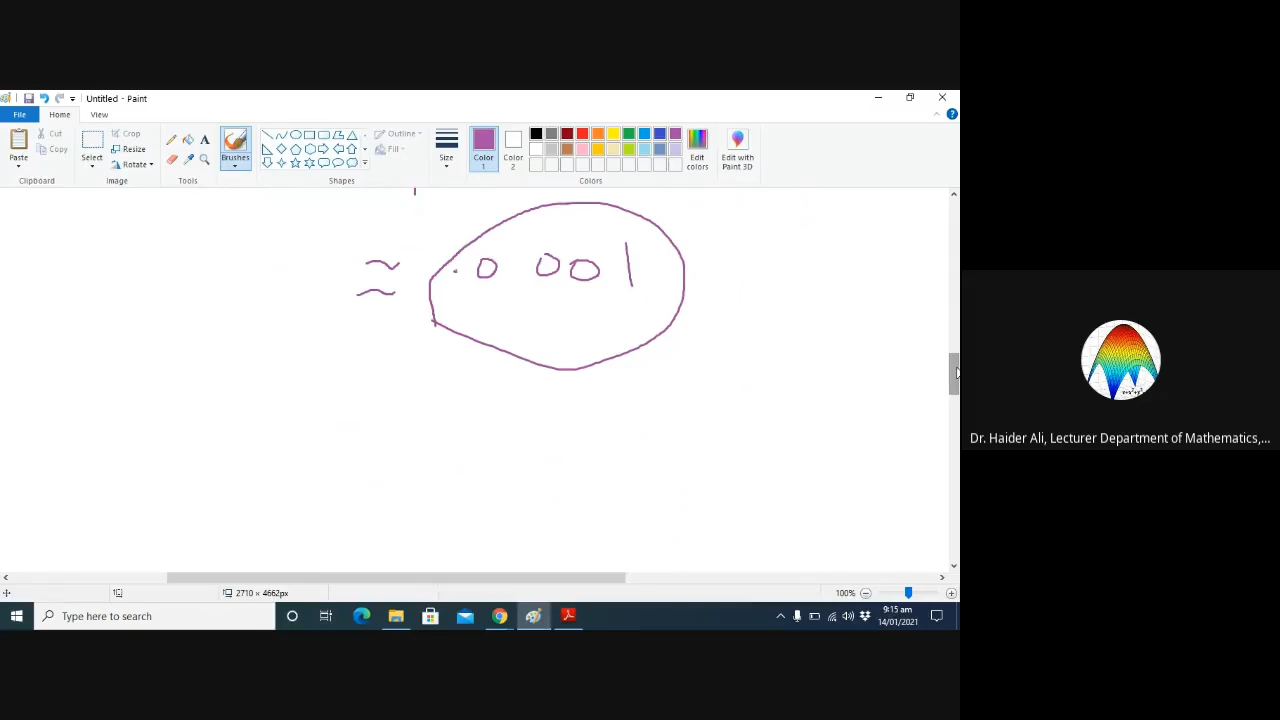 Untitled - Paint
File Home View
Paste
Cut
Copy
Clipboard
Select
Crop
Resize
Rotate
Image
Tools
Brushes
Shapes
Outline
Fill
Size
Color 1
Color 2
Colors
Edit colors
Edit with Paint 3D
≈ .0 001
2710 × 4662px
100%
Type here to search
9:15 am
14/01/2021
Dr. Haider Ali, Lecturer Department of Mathematics,...